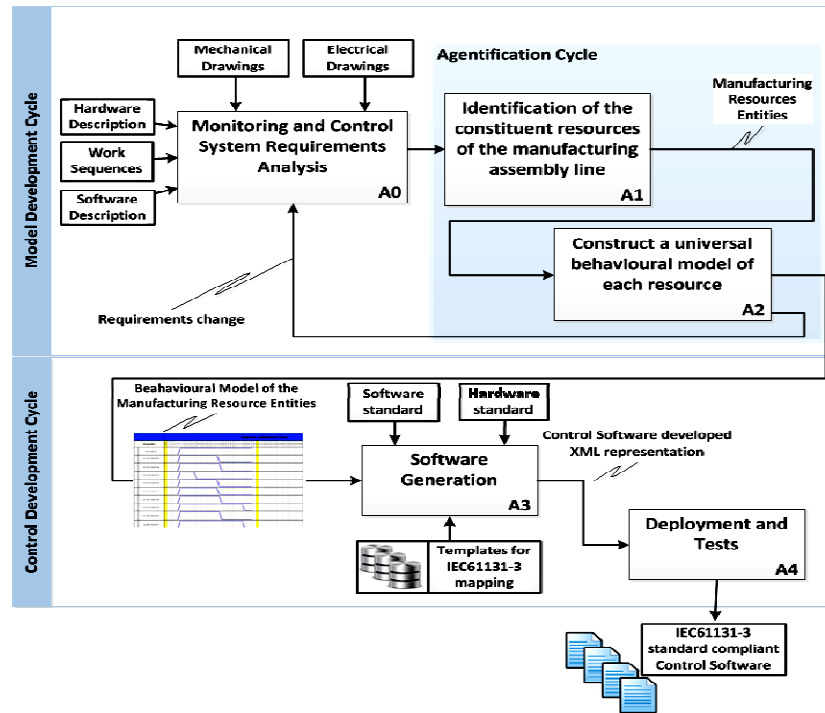 Model Development Cycle
Mechanical
Drawings
Electrical
Drawings
Hardware
Description
Work
Sequences
Software
Description
Monitoring and Control
System Requirements
Analysis
A0
Agentification Cycle
Identification of the
constituent resources
of the manufacturing
assembly line
A1
Manufacturing
Resources
Entities
Construct a universal
behavioural model of
each resource
A2
Requirements change
Control Development Cycle
Beahavioural Model of the
Manufacturing Resource Entities
Software
standard
Hardware
standard
Software
Generation
A3
Control Software developed
XML representation
Templates for
IEC61131-3
mapping
Deployment and
Tests
A4
IEC61131-3
standard compliant
Control Software